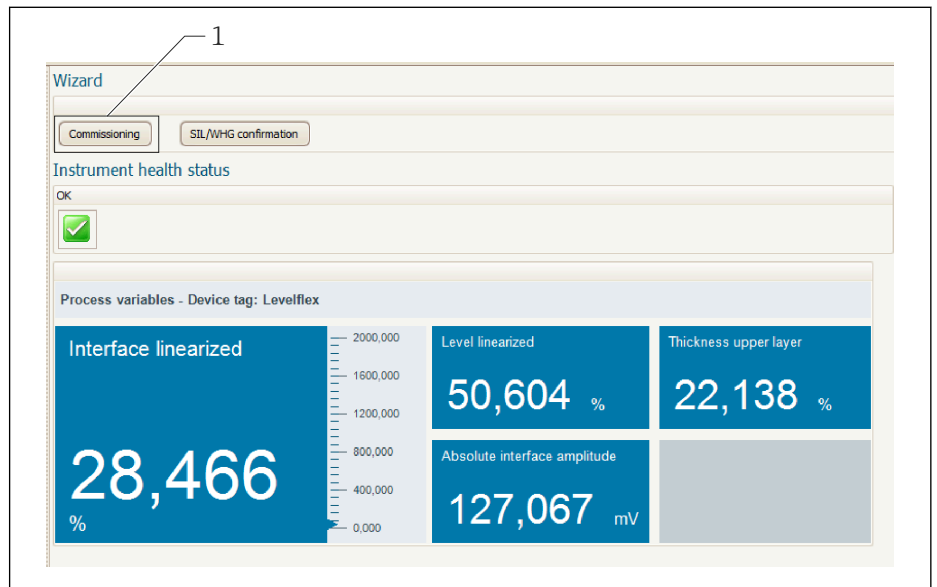 1
Wizard
Commissioning
SIL/WHG confirmation
Instrument health status
OK
Process variables - Device tag: Levelflex
Interface linearized
28,466
%
2000,000
1600,000
1200,000
800,000
400,000
0,000
Level linearized
50,604 %
Thickness upper layer
22,138 %
Absolute interface amplitude
127,067 mV